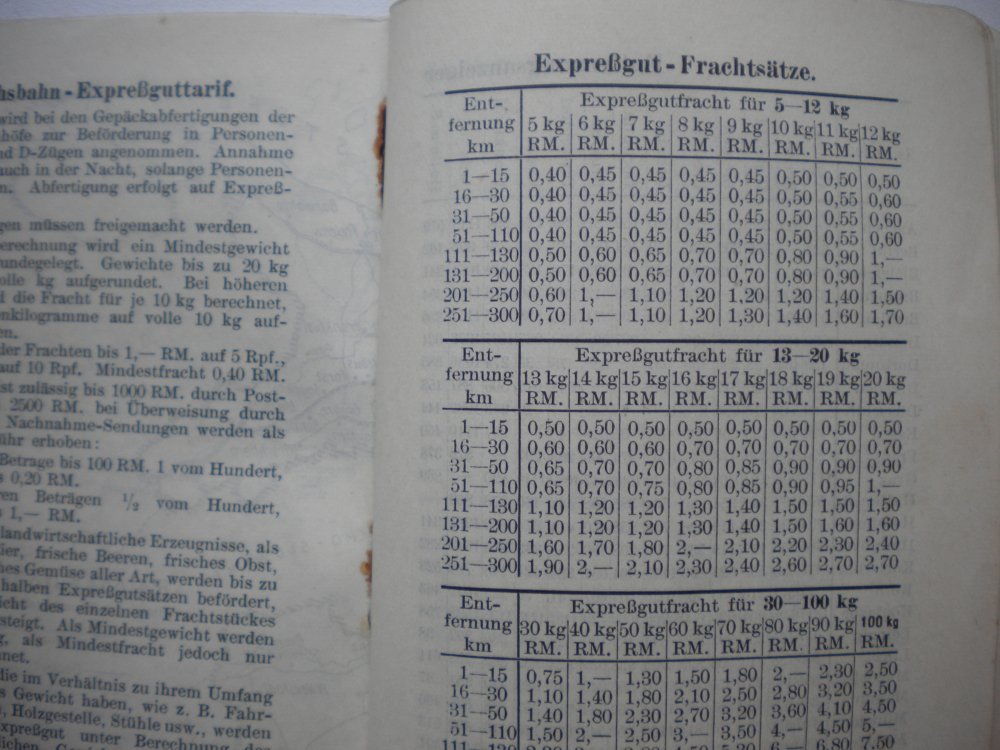 hsbahn - Expreßguttarif.
wird bei den Gepäckabfertigungen der
höfe zur Beförderung in Personen-
nd D-Zügen angenommen. Annahme
auch in der Nacht, solange Personen-
n. Abfertigung erfolgt auf Expreß-
gen müssen freigemacht werden.
erechnung wird ein Mindestgewicht
undegelegt. Gewichte bis zu 20 kg
olle kg aufgerundet. Bei höheren
d die Fracht für je 10 kg berechnet,
enkilogramme auf volle 10 kg auf-
en.
der Frachten bis 1,— RM. auf 5 Rpf.,
auf 10 Rpf. Mindestfracht 0,40 RM.
st zulässig bis 1000 RM. durch Post-
2500 RM. bei Überweisung durch
Nachnahme-Sendungen werden als
ühr erhoben:
Betrage bis 100 RM. 1 vom Hundert,
s 0,20 RM.
ren Beträgen ½ vom Hundert,
s 1,— RM.
landwirtschaftliche Erzeugnisse, als
ier, frische Beeren, frisches Obst,
hes Gemüse aller Art, werden bis zu
halben Expreßgutsätzen befördert,
icht des einzelnen Frachtstückes
steigt. Als Mindestgewicht werden
g, als Mindestfracht jedoch nur
hnet.
die im Verhältnis zu ihrem Umfang
s Gewicht haben, wie z. B. Fahr-
, Holzgestelle, Stühle usw., werden
xpreßgut unter Berechnung des
Expreßgut - Frachtsätze.
Ent- Expreßgutfracht für 5—12 kg
fernung 5 kg 6 kg 7 kg 8 kg 9 kg 10 kg 11 kg 12 kg
km RM. RM. RM. RM. RM. RM. RM. RM.
1—15 0,40 0,45 0,45 0,45 0,45 0,50 0,50 0,50
16—30 0,40 0,45 0,45 0,45 0,45 0,50 0,55 0,60
31—50 0,40 0,45 0,45 0,45 0,45 0,50 0,55 0,60
51—110 0,40 0,45 0,45 0,45 0,45 0,50 0,55 0,60
111—130 0,50 0,60 0,65 0,70 0,70 0,80 0,90 1,—
131—200 0,50 0,60 0,65 0,70 0,70 0,80 0,90 1,—
201—250 0,60 1,— 1,10 1,20 1,20 1,20 1,40 1,50
251—300 0,70 1,— 1,10 1,20 1,30 1,40 1,60 1,70
Ent- Expreßgutfracht für 13—20 kg
fernung 13 kg 14 kg 15 kg 16 kg 17 kg 18 kg 19 kg 20 kg
km RM. RM. RM. RM. RM. RM. RM. RM.
1—15 0,50 0,50 0,50 0,50 0,50 0,50 0,50 0,50
16—30 0,60 0,60 0,60 0,70 0,70 0,70 0,70 0,70
31—50 0,65 0,70 0,70 0,80 0,85 0,90 0,90 0,90
51—110 0,65 0,70 0,75 0,80 0,85 0,90 0,95 1,—
111—130 1,10 1,20 1,20 1,30 1,40 1,50 1,50 1,50
131—200 1,10 1,20 1,20 1,30 1,40 1,50 1,60 1,60
201—250 1,60 1,70 1,80 2,— 2,10 2,20 2,30 2,40
251—300 1,90 2,— 2,10 2,30 2,40 2,60 2,70 2,70
Ent- Expreßgutfracht für 30—100 kg
fernung 30 kg 40 kg 50 kg 60 kg 70 kg 80 kg 90 kg 100 kg
km RM. RM. RM. RM. RM. RM. RM. RM.
1—15 0,75 1,— 1,30 1,50 1,80 2,— 2,30 2,50
16—30 1,10 1,40 1,80 2,10 2,50 2,80 3,20 3,50
31—50 1,40 1,80 2,30 2,70 3,20 3,60 4,10 4,50
51—110 1,50 2,— 2,50 3,— 3,50 4,— 4,50 5,—
7,50